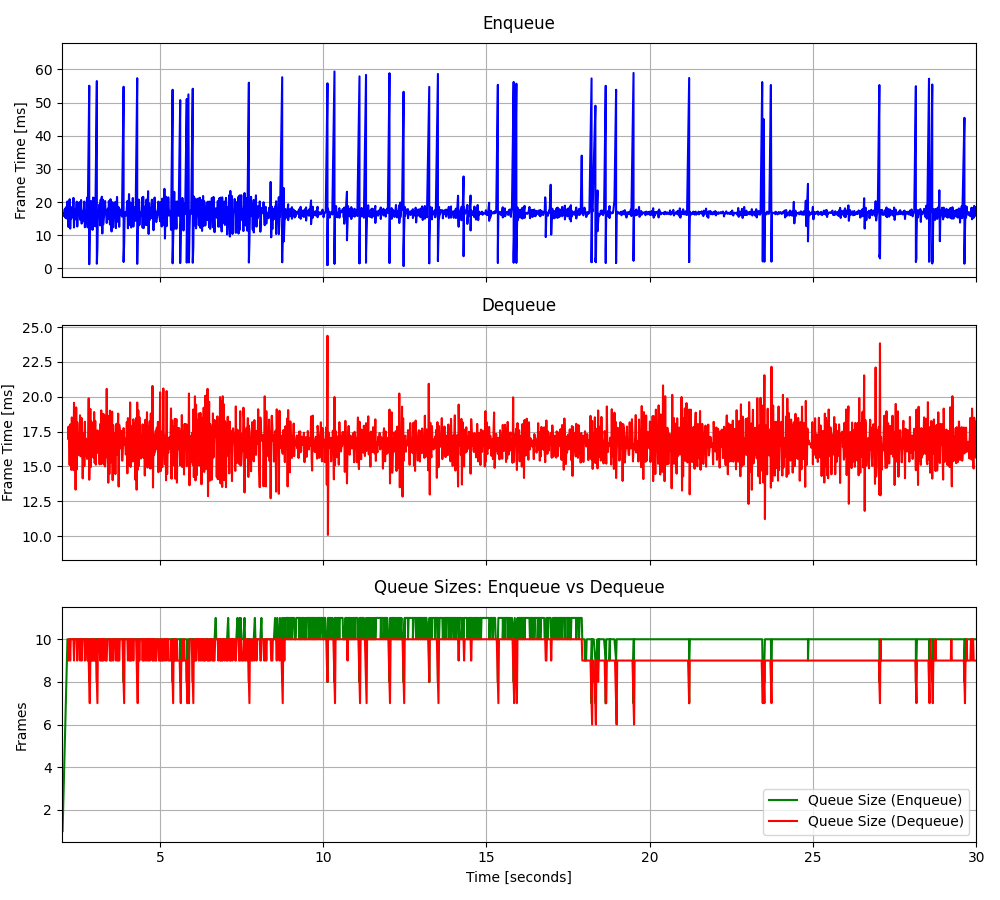 Enqueue
Frame Time [ms]
60
50
40
30
20
10
0
Dequeue
Frame Time [ms]
25.0
22.5
20.0
17.5
15.0
12.5
10.0
Queue Sizes: Enqueue vs Dequeue
Frames
10
8
6
4
2
Queue Size (Enqueue)
Queue Size (Dequeue)
5 10 15 20 25 30
Time [seconds]